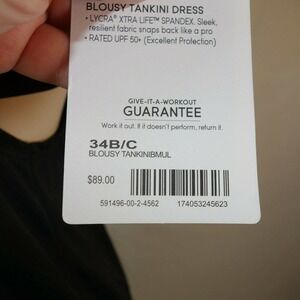 BLOUSY TANKINI DRESS
• LYCRA® XTRA LIFE™ SPANDEX. Sleek,
resilient fabric snaps back like a pro
• RATED UPF 50+ (Excellent Protection)
GIVE-IT-A-WORKOUT
GUARANTEE
Work it out. If it doesn't perform, return it.
34B/C
BLOUSY TANKINIBMUL
$89.00
591496-00-2-4562 174053245623